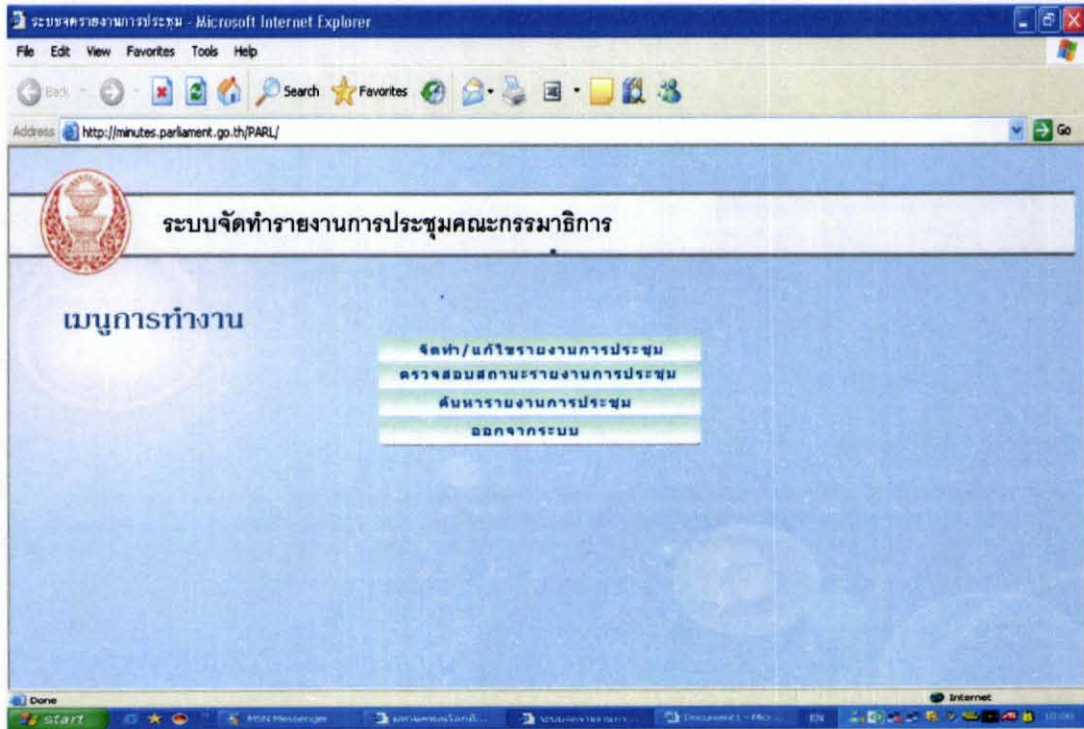 ระบบจดรายงานการประชุม - Microsoft Internet Explorer
File Edit View Favorites Tools Help
Back Search Favorites
Address http://minutes.parliament.go.th/PARL/ Go
ระบบจัดทำรายงานการประชุมคณะกรรมาธิการ
เมนูการทำงาน
จัดทำ/แก้ไขรายงานการประชุม
ตรวจสอบสถานะรายงานการประชุม
ค้นหารายงานการประชุม
ออกจากระบบ
Done Internet
start MSN Messenger EN 10:00